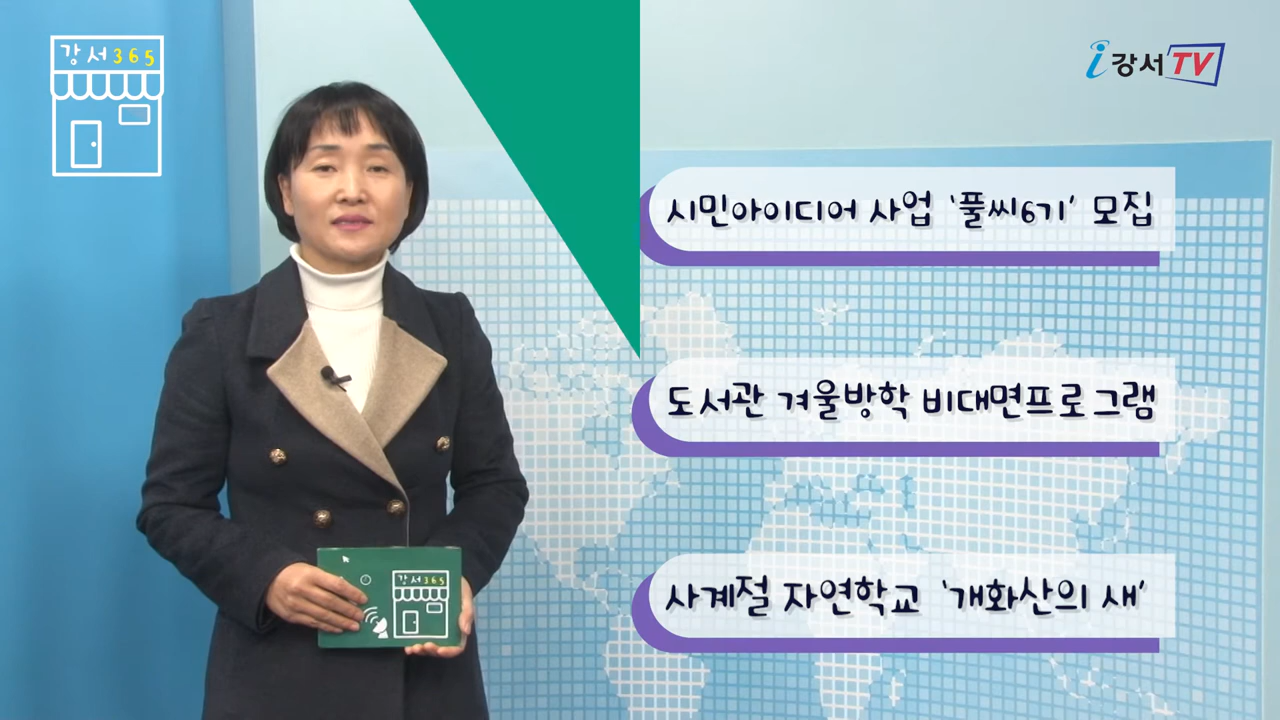 강서365
i강서TV
시민아이디어 사업 '풀씨6기' 모집
도서관 겨울방학 비대면프로그램
사계절 자연학교 '개화산의 새'
강서365